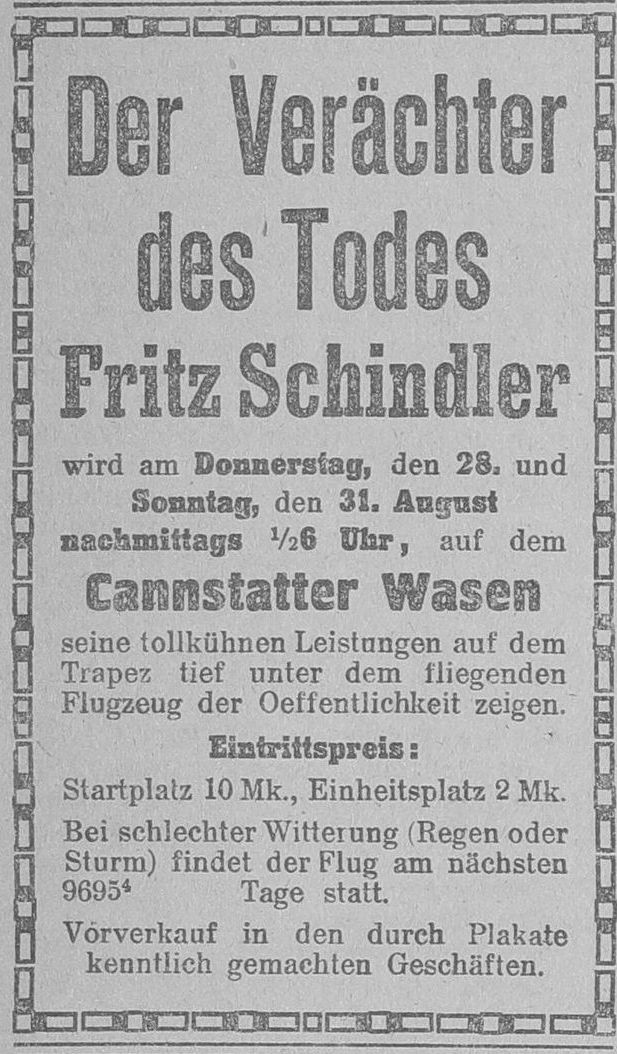 Der Verächter
des Todes
Fritz Schindler
wird am Donnerstag, den 28. und
Sonntag, den 31. August
nachmittags ½6 Uhr, auf dem
Cannstatter Wasen
seine tollkühnen Leistungen auf dem
Trapez tief unter dem fliegenden
Flugzeug der Oeffentlichkeit zeigen.
Eintrittspreis:
Startplatz 10 Mk., Einheitsplatz 2 Mk.
Bei schlechter Witterung (Regen oder
Sturm) findet der Flug am nächsten
9695⁴ Tage statt.
Vorverkauf in den durch Plakate
kenntlich gemachten Geschäften.